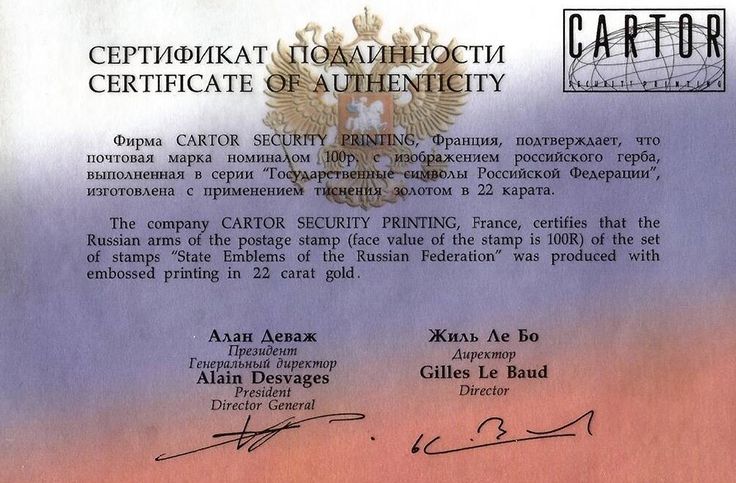 CARTOR
SECURITY PRINTING
СЕРТИФИКАТ ПОДЛИННОСТИ
CERTIFICATE OF AUTHENTICITY
Фирма CARTOR SECURITY PRINTING, Франция, подтверждает, что
почтовая марка номиналом 100р. изображением российского герба,
выполненная в серии "Государственные символы Российской Федерации",
изготовлена с применением тиснения золотом в 22 карата.
The company CARTOR SECURITY PRINTING, France, certifies that the
Russian arms of the postage stamp (face value of the stamp is 100R) of the set
of stamps "State Emblems of the Russian Federation" was produced with
embossed printing in 22 carat gold.
Алан Деваж
Президент
Генеральный директор
Alain Desvages
President
Director General
Жиль Ле Бо
Директор
Gilles Le Baud
Director